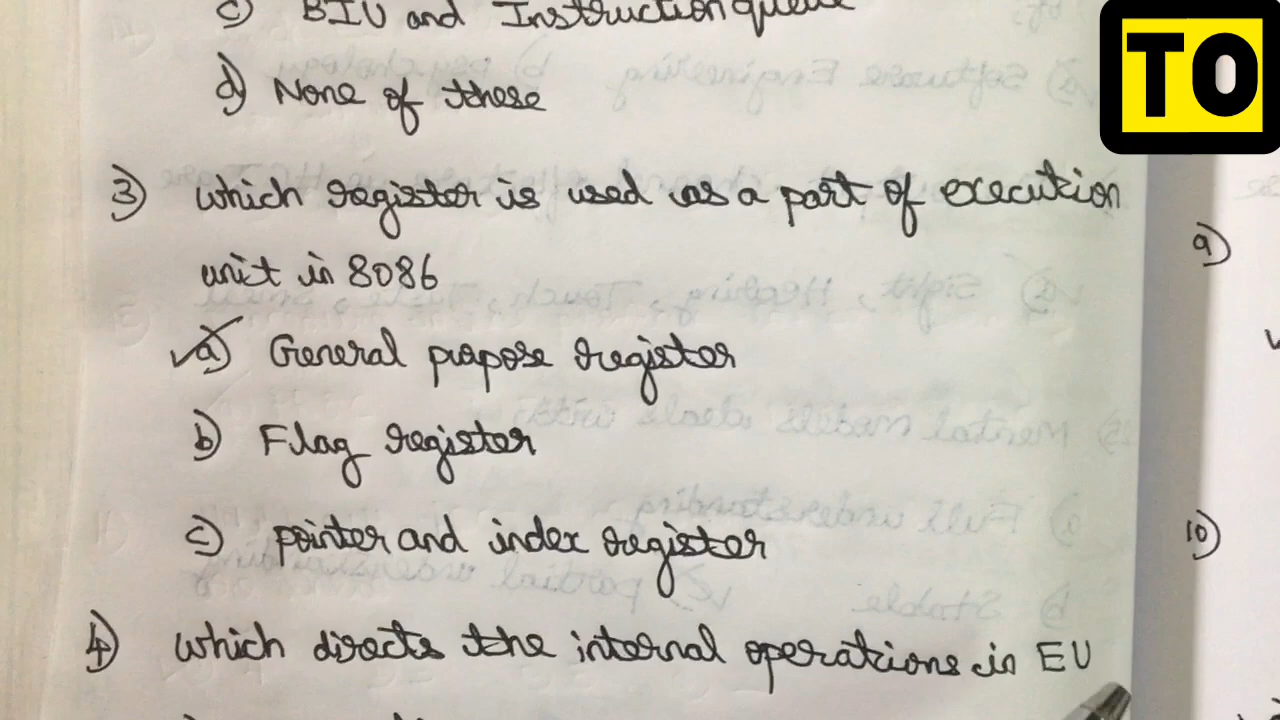 c) BIU and Instruction queue
d) None of these
3) which register is used as a part of execution
unit in 8086
a) General propose register
b) Flag register
c) pointer and index register
4) which directs the internal operations in EU
TO
9)
10)